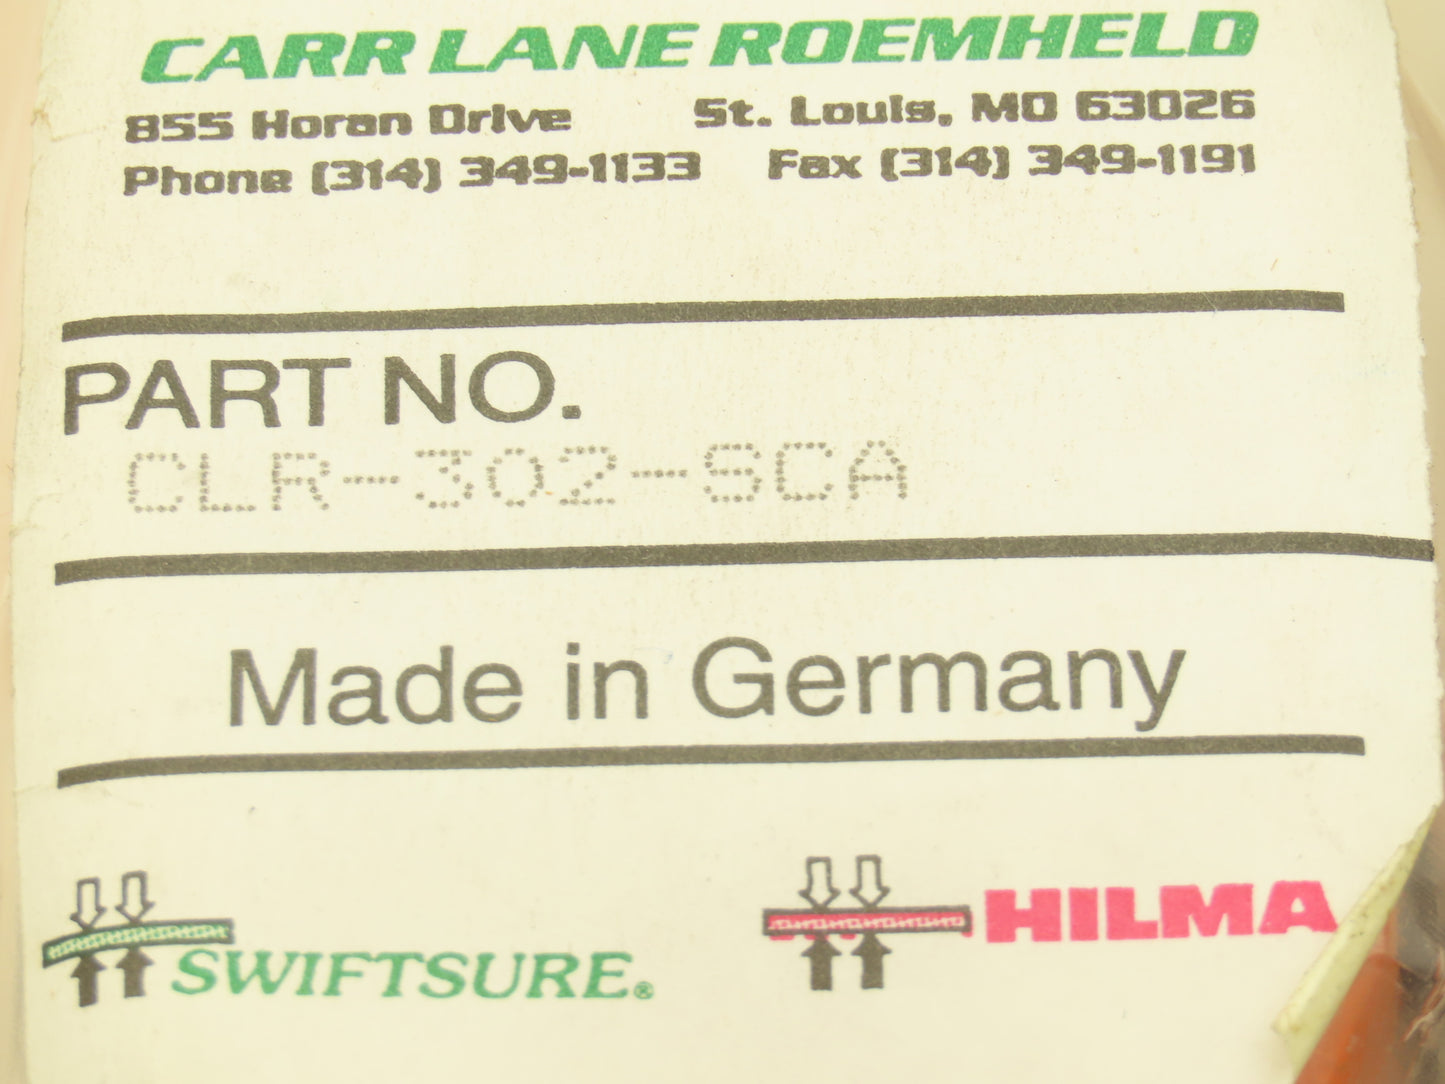 CARR LANE ROEMHELD
855 Horan Drive St. Louis, MO 63026
Phone (314) 349-1133 Fax (314) 349-1191
PART NO.
CLR-302-SCA
Made in Germany
SWIFTSURE®
HILMA